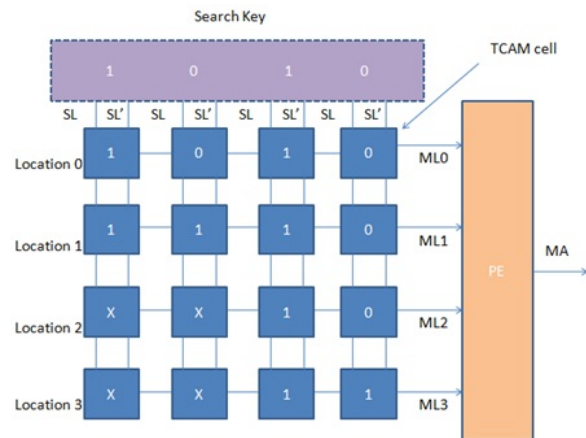 Search Key
TCAM cell
1 0 1 0
SL SL' SL SL' SL SL' SL SL'
Location 0 1 0 1 0 ML0
Location 1 1 1 1 0 ML1
PE MA
Location 2 X X 1 0 ML2
Location 3 X X 1 1 ML3